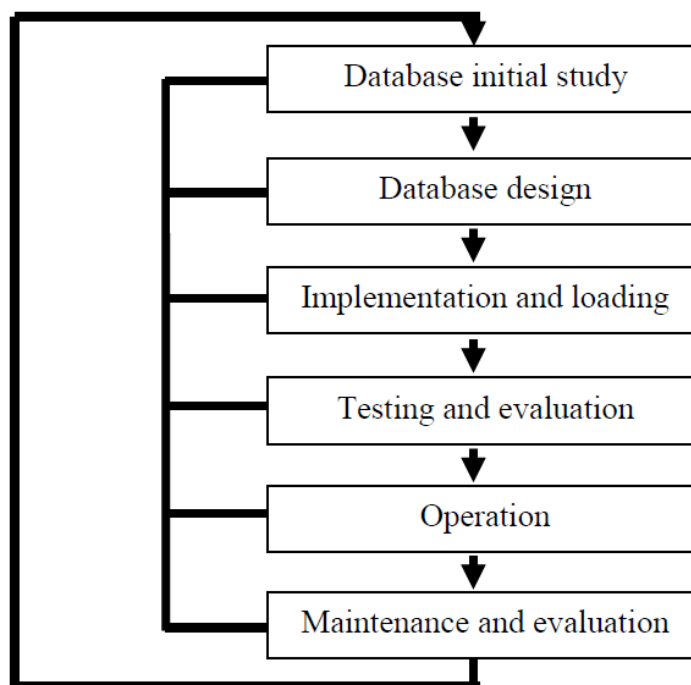 Database initial study
Database design
Implementation and loading
Testing and evaluation
Operation
Maintenance and evaluation